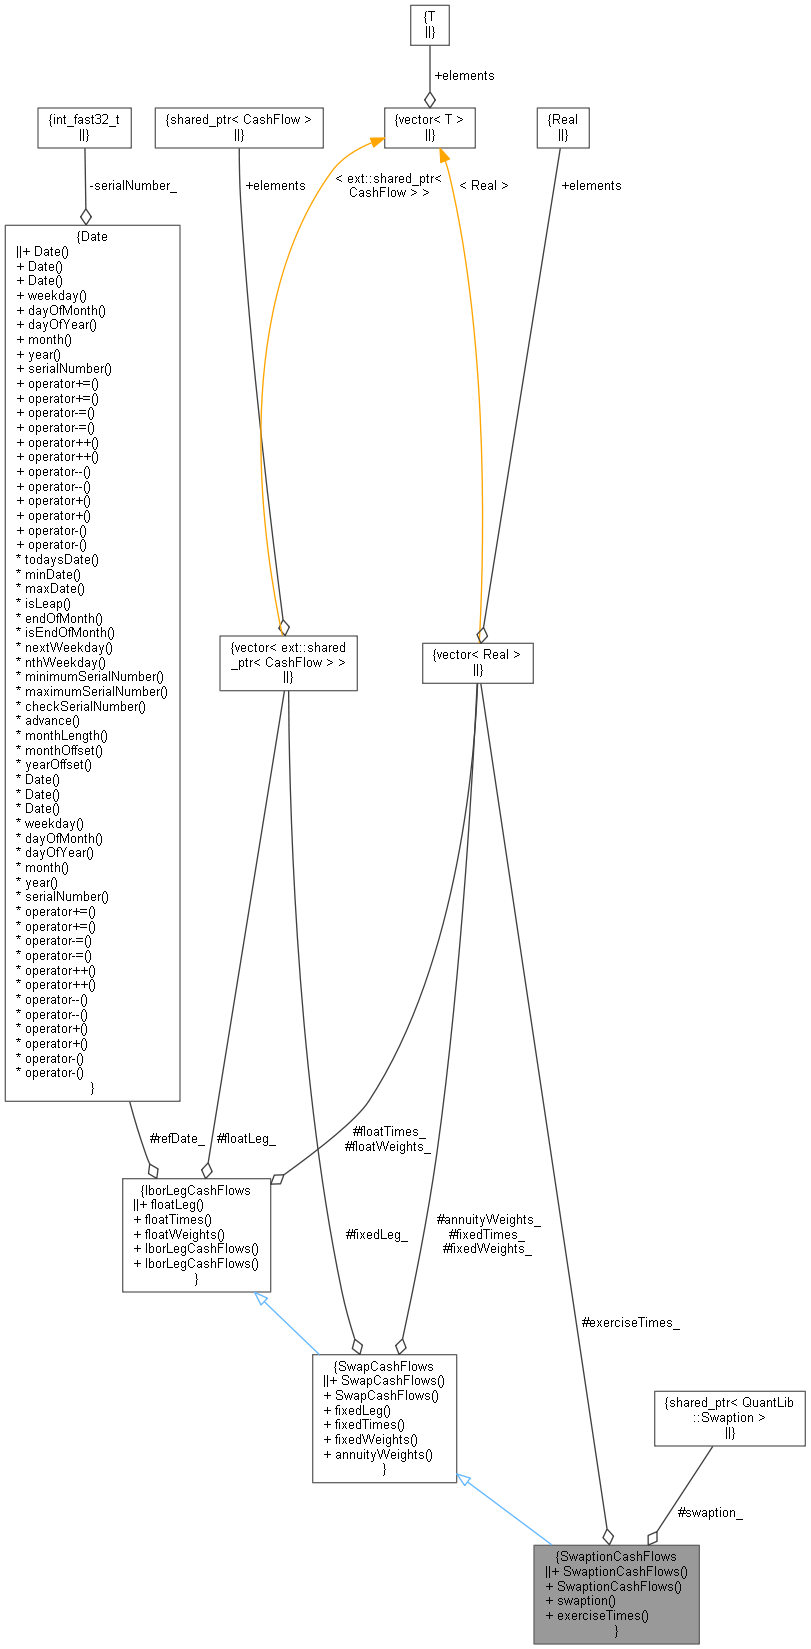 {T
||}
+elements
{int_fast32_t
||}
{shared_ptr< CashFlow >
||}
{vector< T >
||}
{Real
||}
-serialNumber_
+elements
< ext::shared_ptr<
CashFlow > >
< Real >
+elements
{Date
||+ Date()
+ Date()
+ Date()
+ weekday()
+ dayOfMonth()
+ dayOfYear()
+ month()
+ year()
+ serialNumber()
+ operator+=()
+ operator+=()
+ operator-=()
+ operator-=()
+ operator++()
+ operator++()
+ operator--()
+ operator--()
+ operator+()
+ operator+()
+ operator-()
+ operator-()
* todaysDate()
* minDate()
* maxDate()
* isLeap()
* endOfMonth()
* isEndOfMonth()
* nextWeekday()
* nthWeekday()
* minimumSerialNumber()
* maximumSerialNumber()
* checkSerialNumber()
* advance()
* monthLength()
* monthOffset()
* yearOffset()
* Date()
* Date()
* Date()
* weekday()
* dayOfMonth()
* dayOfYear()
* month()
* year()
* serialNumber()
* operator+=()
* operator+=()
* operator-=()
* operator-=()
* operator++()
* operator++()
* operator--()
* operator--()
* operator+()
* operator+()
* operator-()
* operator-()
}
{vector< ext::shared
_ptr< CashFlow > >
||}
{vector< Real >
||}
#refDate_
#floatLeg_
#floatTimes_
#floatWeights_
{IborLegCashFlows
||+ floatLeg()
+ floatTimes()
+ floatWeights()
+ IborLegCashFlows()
+ IborLegCashFlows()
}
#fixedLeg_
#annuityWeights_
#fixedTimes_
#fixedWeights_
#exerciseTimes_
{SwapCashFlows
||+ SwapCashFlows()
+ SwapCashFlows()
+ fixedLeg()
+ fixedTimes()
+ fixedWeights()
+ annuityWeights()
}
{shared_ptr< QuantLib
::Swaption >
||}
#swaption_
{SwaptionCashFlows
||+ SwaptionCashFlows()
+ SwaptionCashFlows()
+ swaption()
+ exerciseTimes()
}